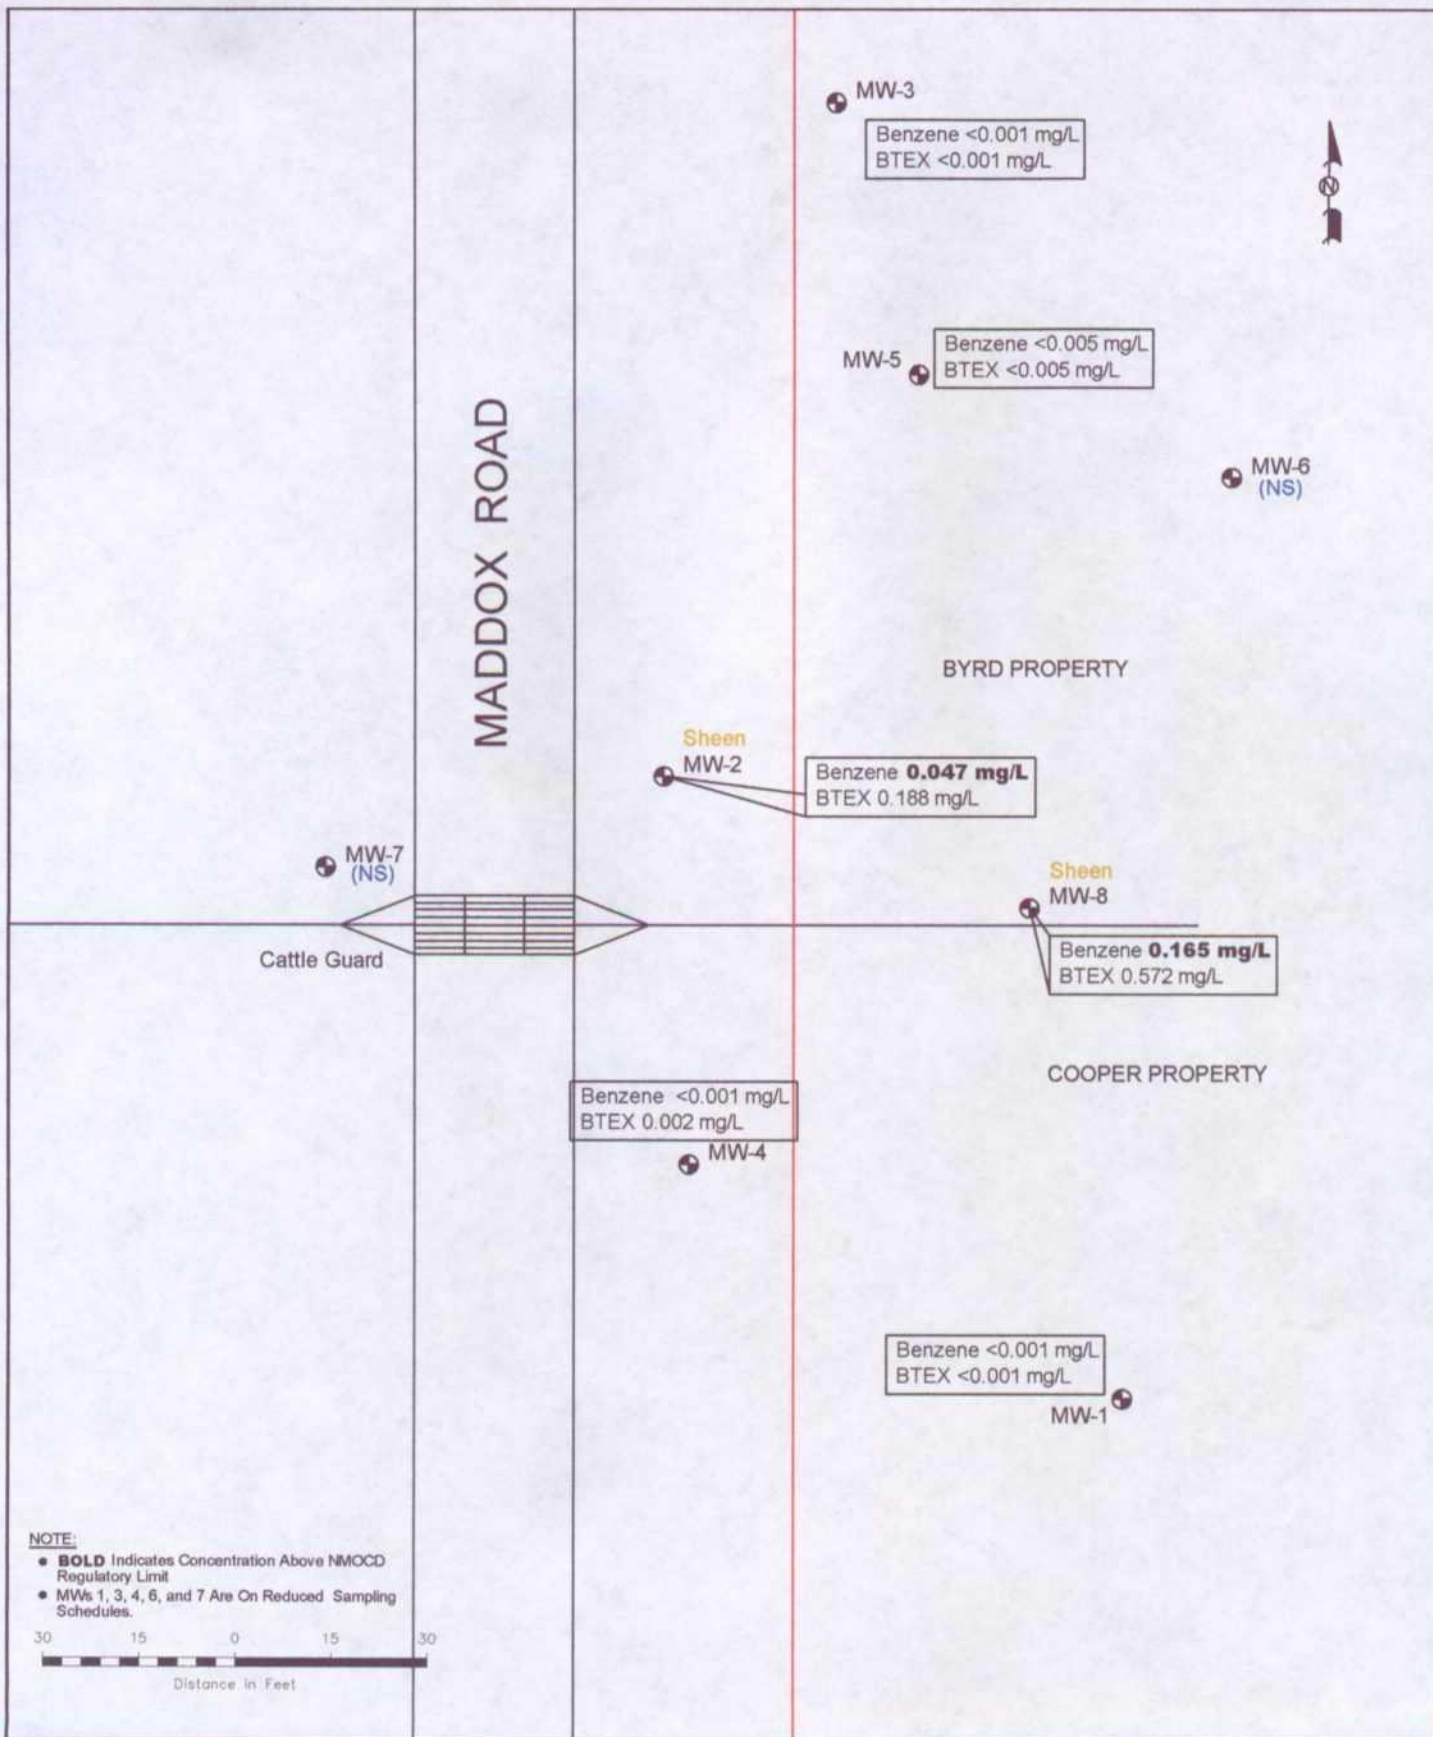 MW-3
Benzene <0.001 mg/L
BTEX <0.001 mg/L
N
MW-5
Benzene <0.005 mg/L
BTEX <0.005 mg/L
MW-6
(NS)
MADDOX ROAD
BYRD PROPERTY
Sheen
MW-2
Benzene 0.047 mg/L
BTEX 0.188 mg/L
MW-7
(NS)
Sheen
MW-8
Cattle Guard
Benzene 0.165 mg/L
BTEX 0.572 mg/L
COOPER PROPERTY
Benzene <0.001 mg/L
BTEX 0.002 mg/L
MW-4
Benzene <0.001 mg/L
BTEX <0.001 mg/L
MW-1
NOTE:
• BOLD Indicates Concentration Above NMOCD
Regulatory Limit
• MWs 1, 3, 4, 6, and 7 Are On Reduced Sampling
Schedules.
30 15 0 15 30
Distance in Feet